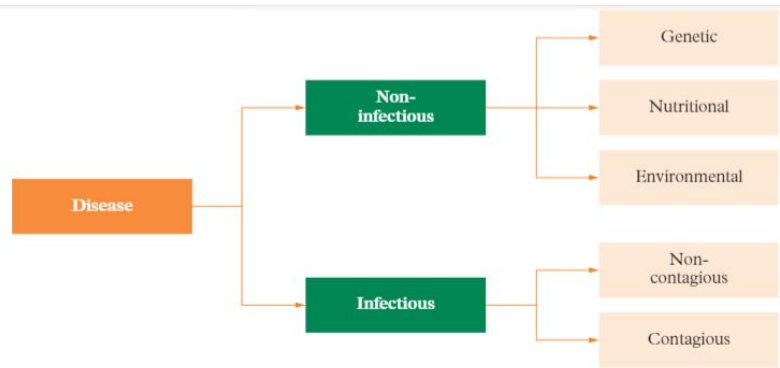 Genetic
Non-
infectious
Nutritional
Environmental
Disease
Non-
contagious
Infectious
Contagious